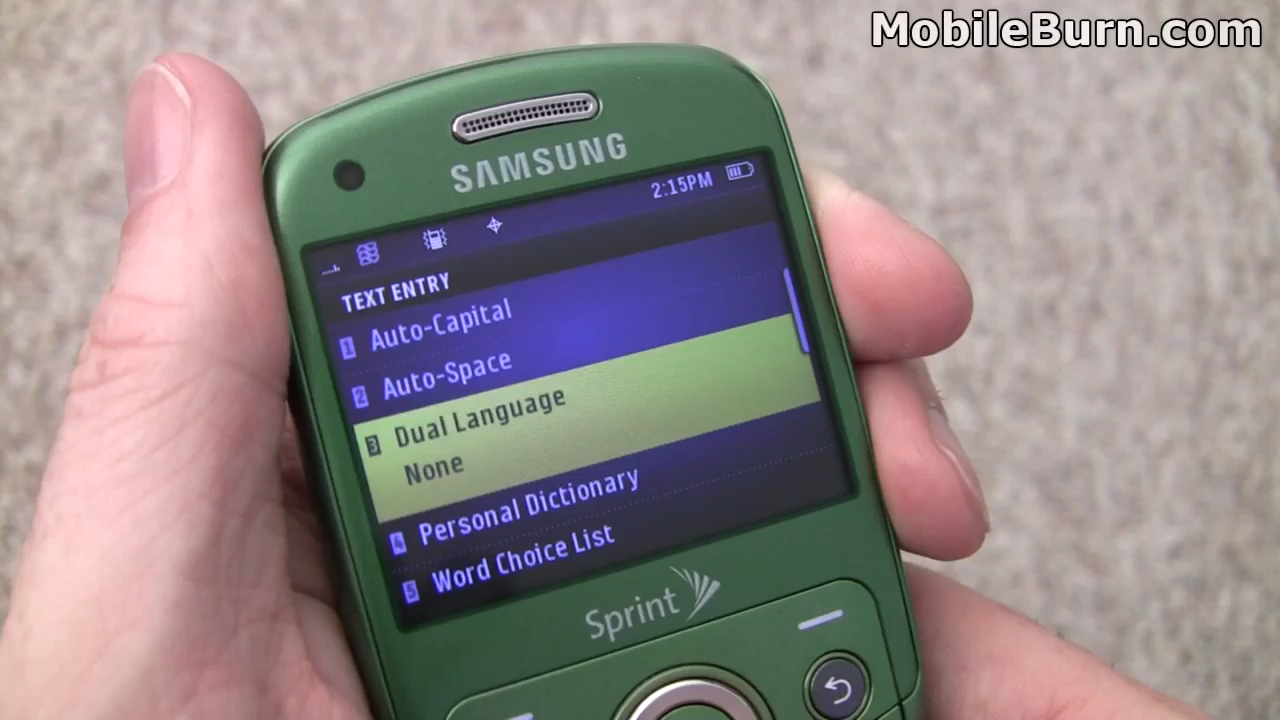 MobileBurn.com
SAMSUNG
2:15PM
TEXT ENTRY
1 Auto-Capital
2 Auto-Space
3 Dual Language
None
4 Personal Dictionary
5 Word Choice List
Sprint